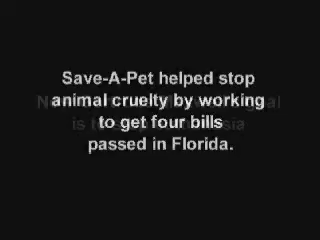 Save-A-Pet helped stop
animal cruelty by working
to get four bills
passed in Florida.